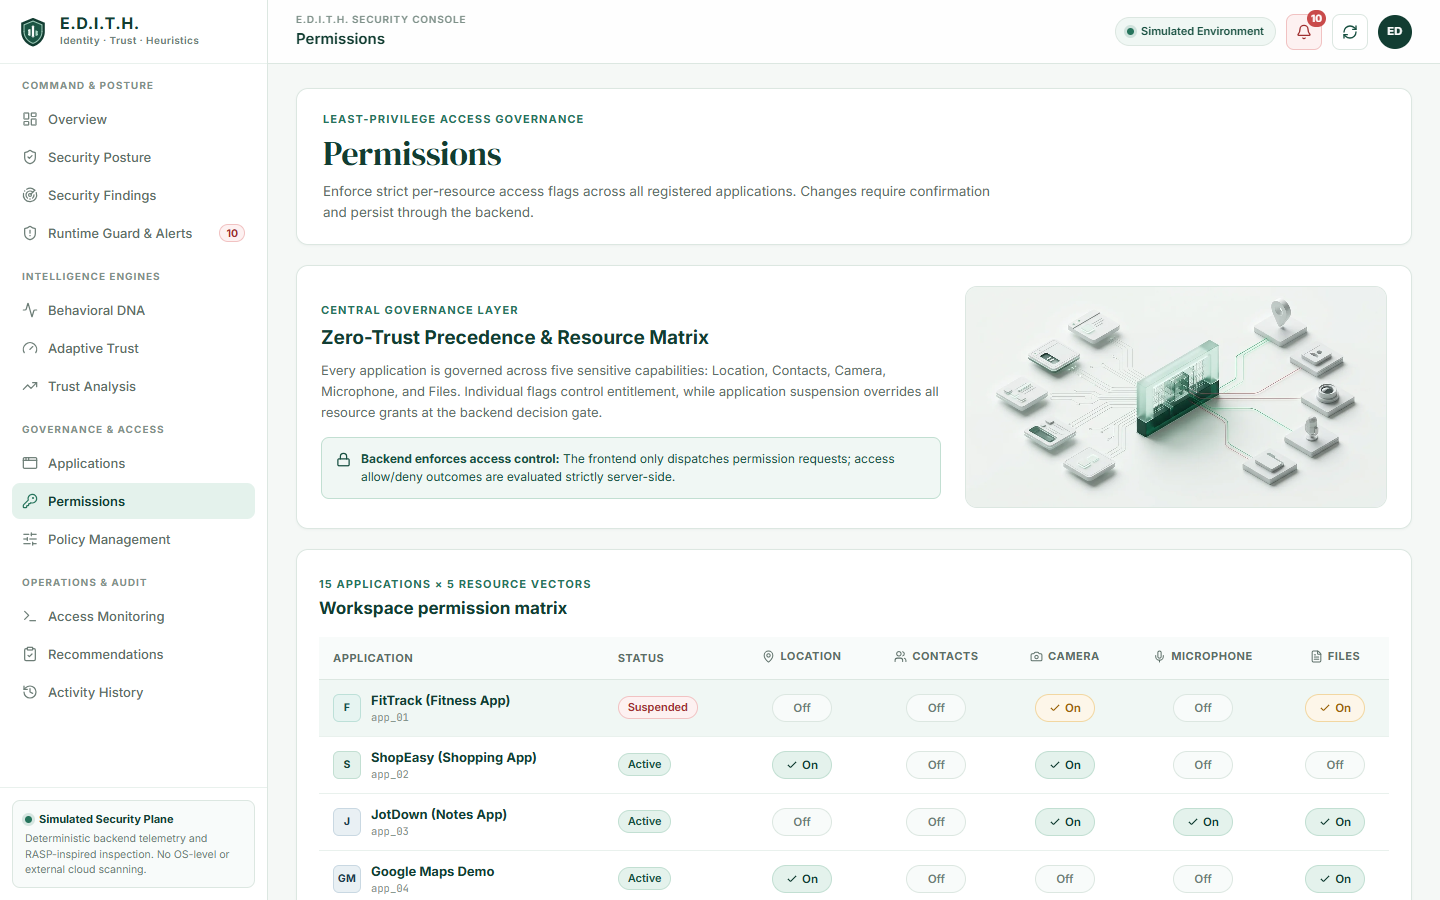 E.D.I.T.H.
Identity · Trust · Heuristics
COMMAND & POSTURE
Overview
Security Posture
Security Findings
Runtime Guard & Alerts 10
INTELLIGENCE ENGINES
Behavioral DNA
Adaptive Trust
Trust Analysis
GOVERNANCE & ACCESS
Applications
Permissions
Policy Management
OPERATIONS & AUDIT
Access Monitoring
Recommendations
Activity History
Simulated Security Plane
Deterministic backend telemetry and
RASP-inspired inspection. No OS-level or
external cloud scanning.
E.D.I.T.H. SECURITY CONSOLE
Permissions
Simulated Environment
10
ED
LEAST-PRIVILEGE ACCESS GOVERNANCE
Permissions
Enforce strict per-resource access flags across all registered applications. Changes require confirmation
and persist through the backend.
CENTRAL GOVERNANCE LAYER
Zero-Trust Precedence & Resource Matrix
Every application is governed across five sensitive capabilities: Location, Contacts, Camera,
Microphone, and Files. Individual flags control entitlement, while application suspension overrides all
resource grants at the backend decision gate.
Backend enforces access control: The frontend only dispatches permission requests; access
allow/deny outcomes are evaluated strictly server-side.
15 APPLICATIONS × 5 RESOURCE VECTORS
Workspace permission matrix
APPLICATION STATUS LOCATION CONTACTS CAMERA MICROPHONE FILES
F FitTrack (Fitness App) Suspended Off Off On Off On
app_01
S ShopEasy (Shopping App) Active On Off On Off Off
app_02
J JotDown (Notes App) Active Off Off On On On
app_03
GM Google Maps Demo Active On Off Off Off On
app_04